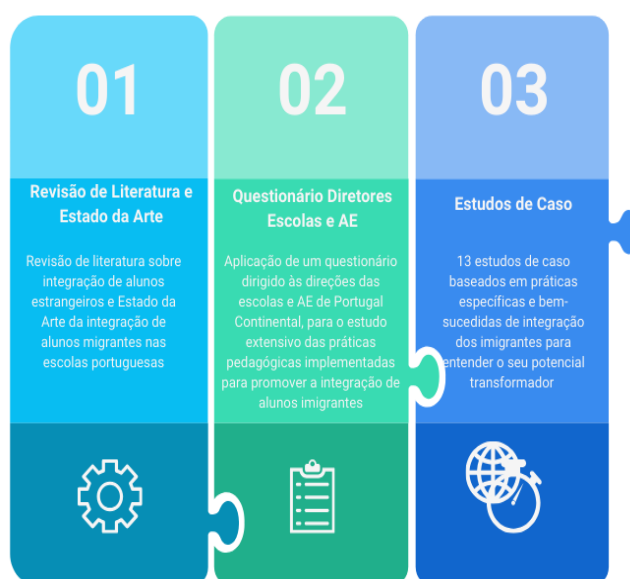 01
Revisão de Literatura e
Estado da Arte
Revisão de literatura sobre
integração de alunos
estrangeiros e Estado da
Arte da integração de
alunos migrantes nas
escolas portuguesas
02
Questionário Diretores
Escolas e AE
Aplicação de um questionário
dirigido às direções das
escolas e AE de Portugal
Continental, para o estudo
extensivo das práticas
pedagógicas implementadas
para promover a integração de
alunos imigrantes
03
Estudos de Caso
13 estudos de caso
baseados em práticas
específicas e bem-
sucedidas de integração
dos imigrantes para
entender o seu potencial
transformador